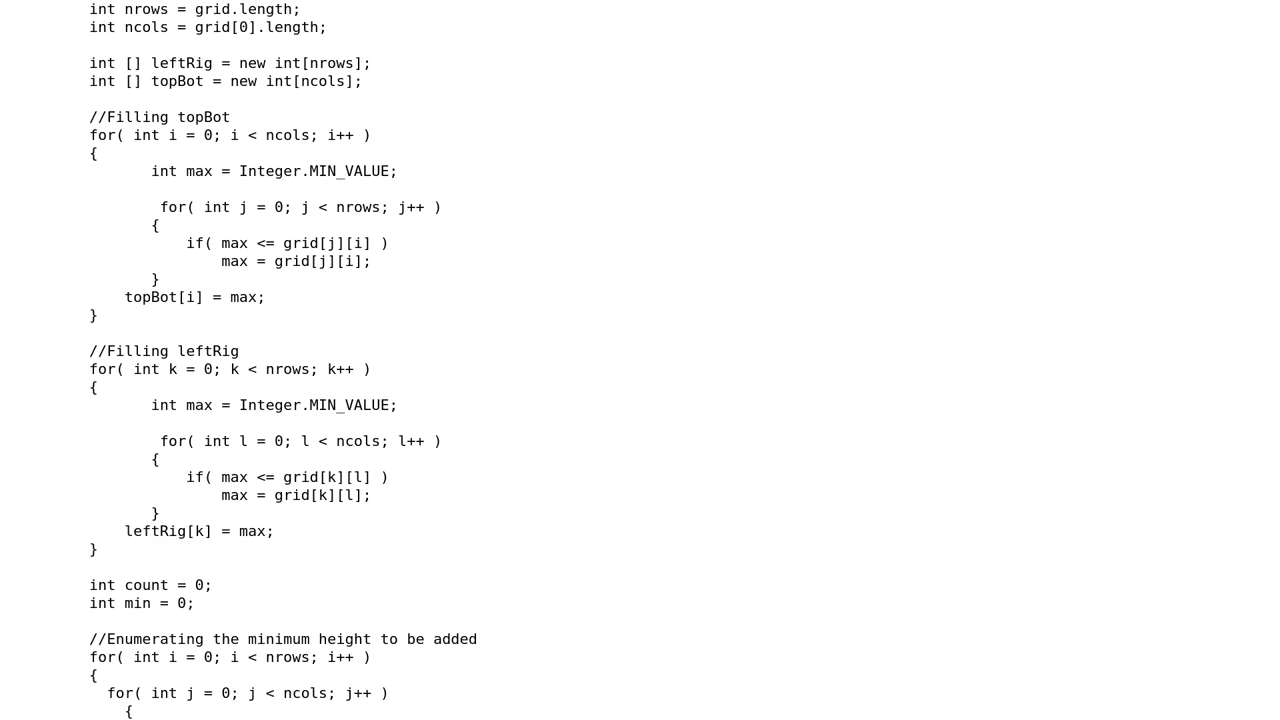 int nrows = grid.length;
int ncols = grid[0].length;

int [] leftRig = new int[nrows];
int [] topBot = new int[ncols];

//Filling topBot
for( int i = 0; i < ncols; i++ )
{
       int max = Integer.MIN_VALUE;

        for( int j = 0; j < nrows; j++ )
       {
           if( max <= grid[j][i] )
               max = grid[j][i];
       }
    topBot[i] = max;
}

//Filling leftRig
for( int k = 0; k < nrows; k++ )
{
       int max = Integer.MIN_VALUE;

        for( int l = 0; l < ncols; l++ )
       {
           if( max <= grid[k][l] )
               max = grid[k][l];
       }
    leftRig[k] = max;
}

int count = 0;
int min = 0;

//Enumerating the minimum height to be added
for( int i = 0; i < nrows; i++ )
{
  for( int j = 0; j < ncols; j++ )
    {